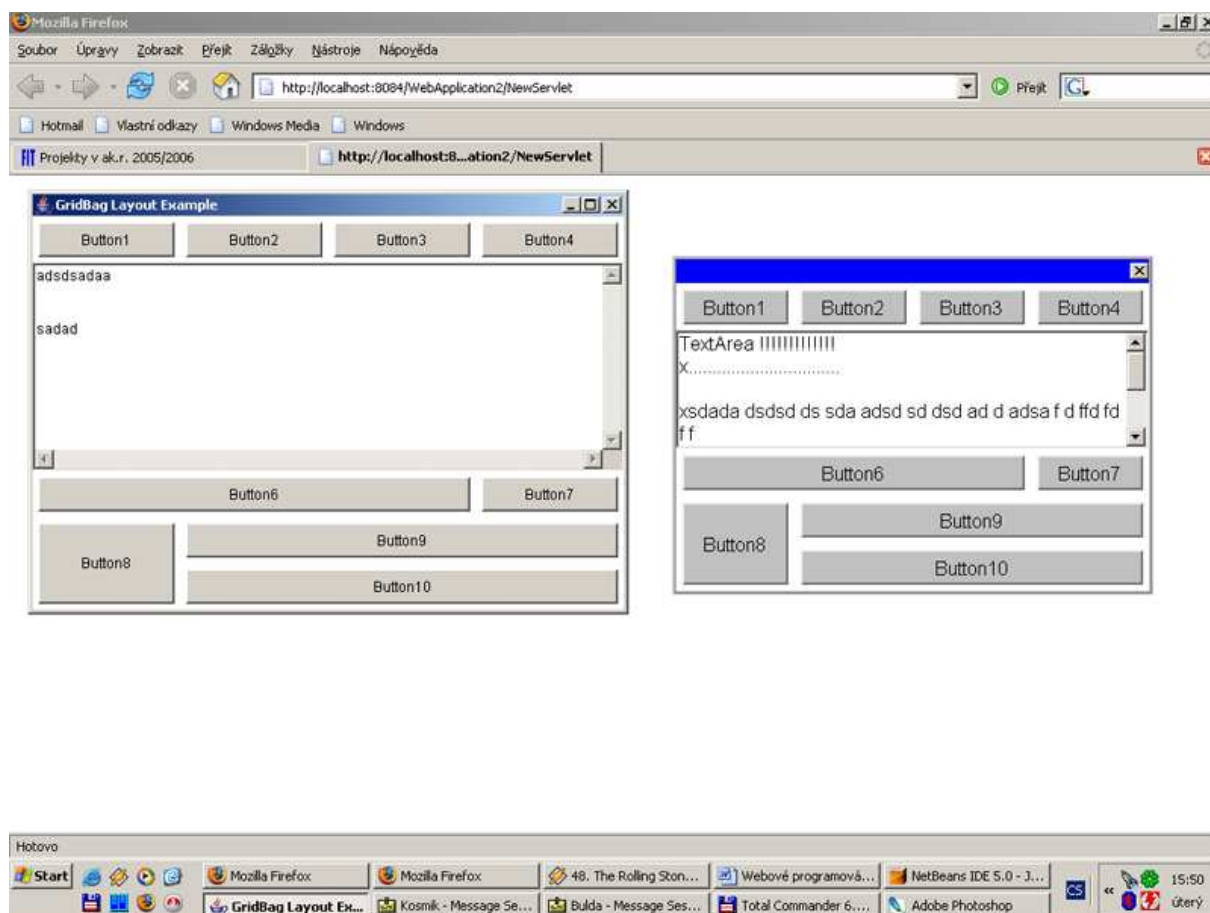 Mozilla Firefox
Soubor Úpravy Zobrazit Přejít Záložky Nástroje Nápověda
http://localhost:8084/WebApplication2/NewServlet
Přejít
G
Hotmail Vlastní odkazy Windows Media Windows
FIT Projekty v ak.r. 2005/2006
http://localhost:8...ation2/NewServlet
GridBag Layout Example
Button1 Button2 Button3 Button4
adsdsadaa
sadad
Button6 Button7
Button8
Button9
Button10
Button1 Button2 Button3 Button4
TextArea !!!!!!!!!!!!!
x................................
xsdada dsdsd ds sda adsd sd dsd ad d adsa f d ffd fd
f f
Button6 Button7
Button8
Button9
Button10
Hotovo
Start
Mozilla Firefox
Mozilla Firefox
48. The Rolling Ston...
Webové programová...
NetBeans IDE 5.0 - J...
CS
«
15:50
GridBag Layout Ex...
Kosmik - Message Se...
Bulda - Message Ses...
Total Commander 6....
Adobe Photoshop
úterý